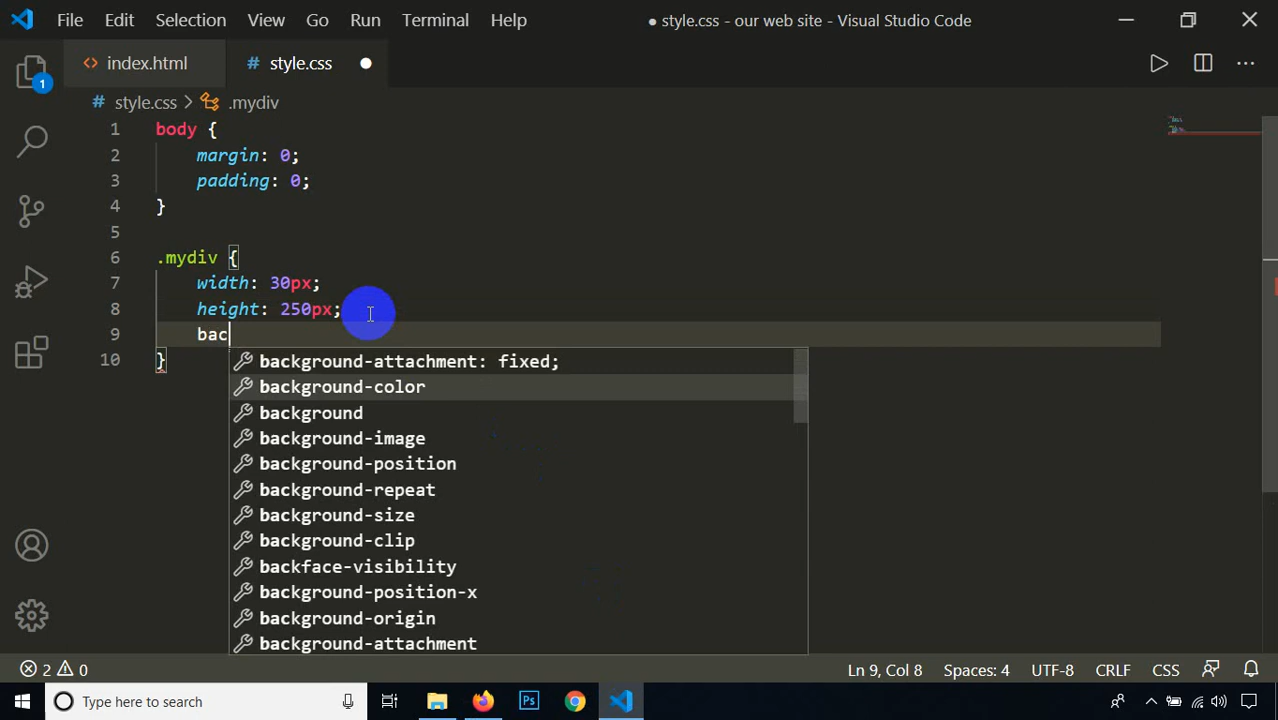 File Edit Selection View Go Run Terminal Help ● style.css - our web site - Visual Studio Code
index.html style.css
# style.css > .mydiv
1 body {
2 margin: 0;
3 padding: 0;
4 }
5
6 .mydiv {
7 width: 30px;
8 height: 250px;
9 bac
10 }
background-attachment: fixed;
background-color
background
background-image
background-position
background-repeat
background-size
background-clip
backface-visibility
background-position-x
background-origin
background-attachment
1
2 0 Ln 9, Col 8 Spaces: 4 UTF-8 CRLF CSS
Type here to search Ps